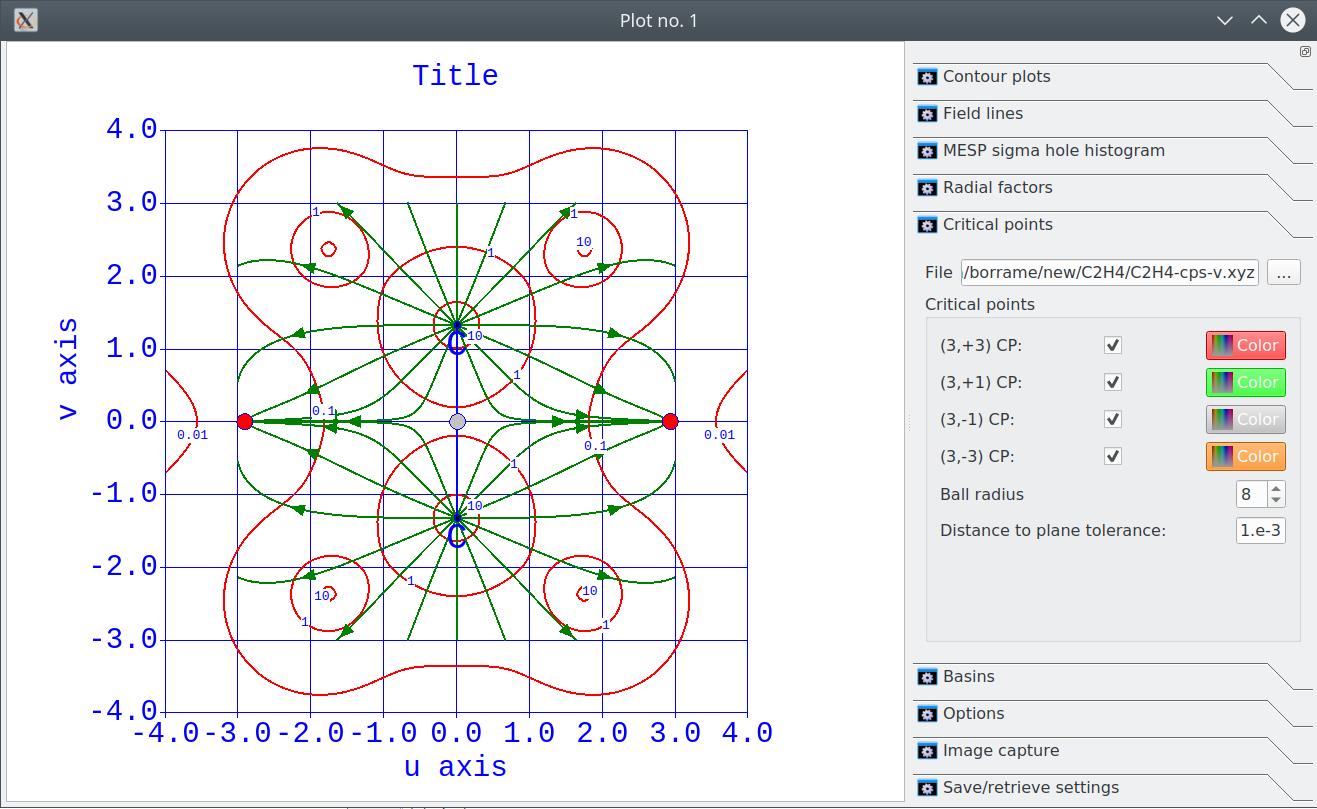 Plot no. 1
Title
4.0
3.0
2.0
1.0
0.0
-1.0
-2.0
-3.0
-4.0
v axis
-4.0 -3.0 -2.0 -1.0 0.0 1.0 2.0 3.0 4.0
u axis
1
1
10
1
10
C
1
0.1
0.01
0.01
0.1
1
10
C
1
10
10
1
1
Contour plots
Field lines
MESP sigma hole histogram
Radial factors
Critical points
File /borrame/new/C2H4/C2H4-cps-v.xyz ...
Critical points
(3,+3) CP: Color
(3,+1) CP: Color
(3,-1) CP: Color
(3,-3) CP: Color
Ball radius 8
Distance to plane tolerance: 1.e-3
Basins
Options
Image capture
Save/retrieve settings